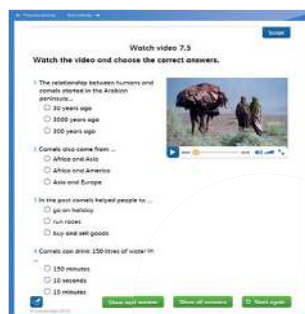 Script
Watch video 7.5
Watch the video and choose the correct answers.
1 The relationship between humans and
camels started in the Arabian
peninsula...
30 years ago
3000 years ago
300 years ago
2 Camels also come from ...
Africa and Asia
Africa and America
Asia and Europe
3 In the past camels helped people to ...
go on holiday
run races
buy and sell goods
4 Camels can drink 150 litres of water in
...
150 minutes
10 seconds
10 minutes
Show next answer
Show all answers
Start again